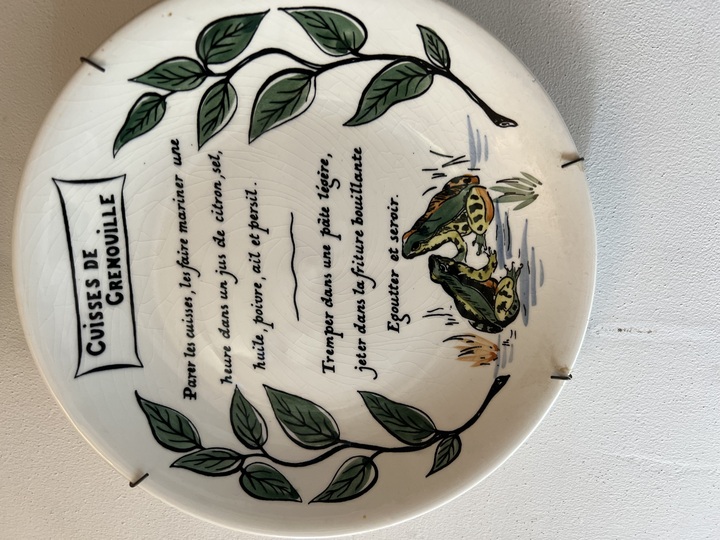 CUISSES DE
GRENOUILLE
Parer les cuisses, les faire mariner une
heure dans un jus de citron, sel,
huile, poivre, ail et persil.
Tremper dans une pâte légère,
jeter dans la friture bouillante
Egoutter et servir.